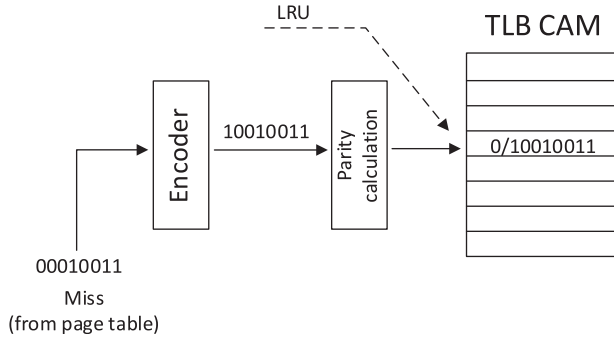 LRU
TLB CAM
Encoder
10010011
Parity
calculation
0/10010011
00010011
Miss
(from page table)